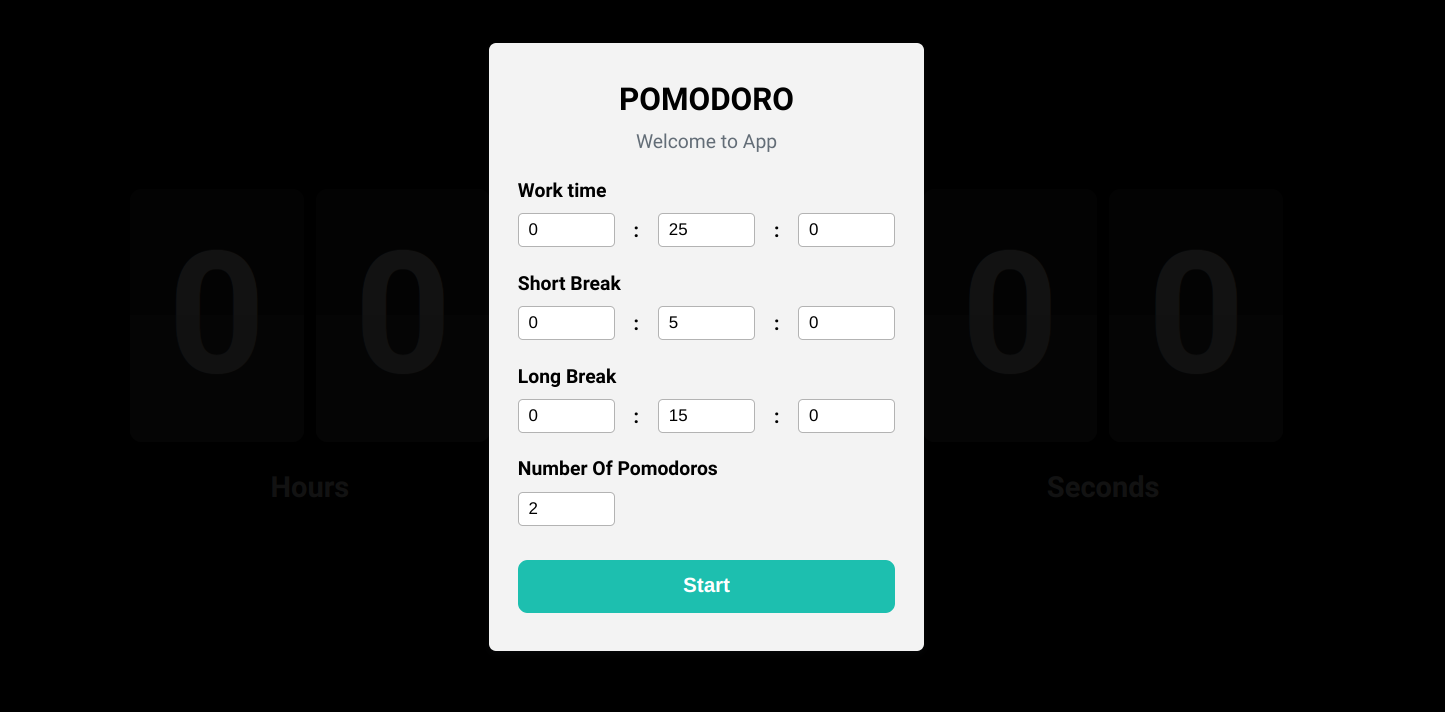 POMODORO
Welcome to App
Work time
0 : 25 : 0
Short Break
0 : 5 : 0
Long Break
0 : 15 : 0
Number Of Pomodoros
2
Start
0 0 0 0
Hours Seconds